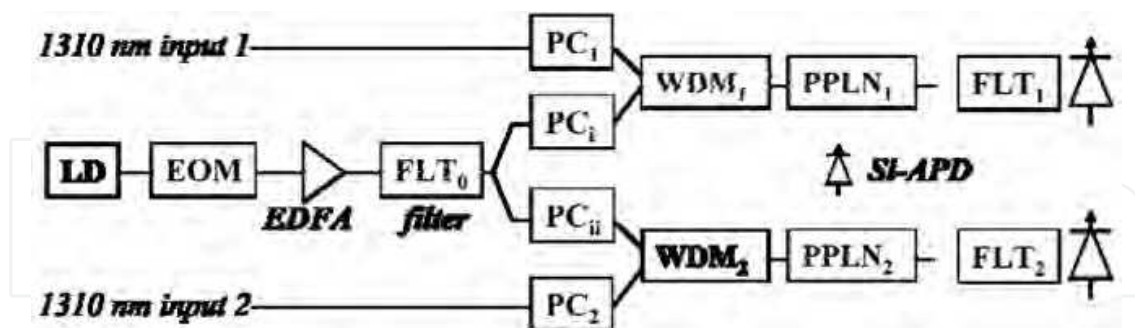 1310 nm input 1
PC1
WDM1
PPLN1
FLT1
PCi
LD
EOM
EDFA
FLT0
filter
Si-APD
PCii
WDM2
PPLN2
FLT2
1310 nm input 2
PC2